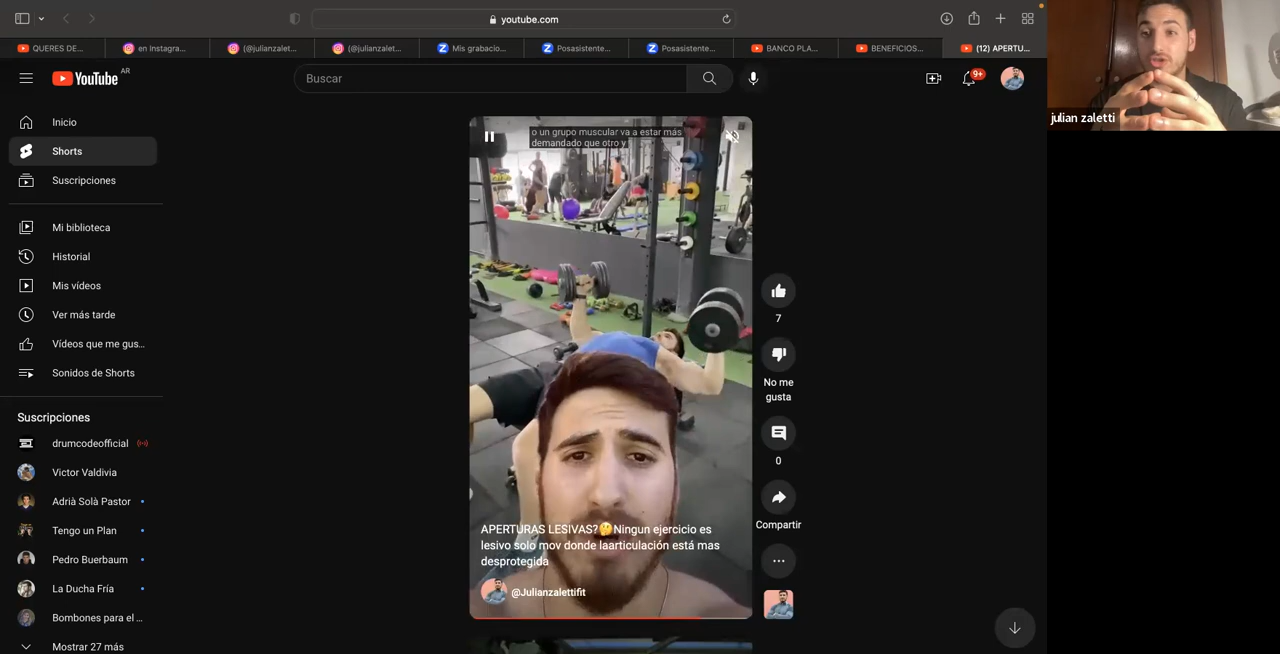 youtube.com
QUERES DE...
en Instagra...
(@julianzalet...
(@julianzalet...
Mis grabacio...
Posasistente...
Posasistente...
BANCO PLA...
BENEFICIOS...
(12) APERTU...
YouTube AR
Buscar
9+
julian zaletti
Inicio
Shorts
Suscripciones
Mi biblioteca
Historial
Mis vídeos
Ver más tarde
Vídeos que me gus...
Sonidos de Shorts
Suscripciones
drumcodeofficial
Victor Valdivia
Adrià Solà Pastor
Tengo un Plan
Pedro Buerbaum
La Ducha Fría
Bombones para el ...
Mostrar 27 más
o un grupo muscular va a estar más
demandado que otro y
APERTURAS LESIVAS?🤔Ningun ejercicio es
lesivo solo mov donde laarticulación está mas
desprotegida
@Julianzalettifit
7
No me
gusta
0
Compartir